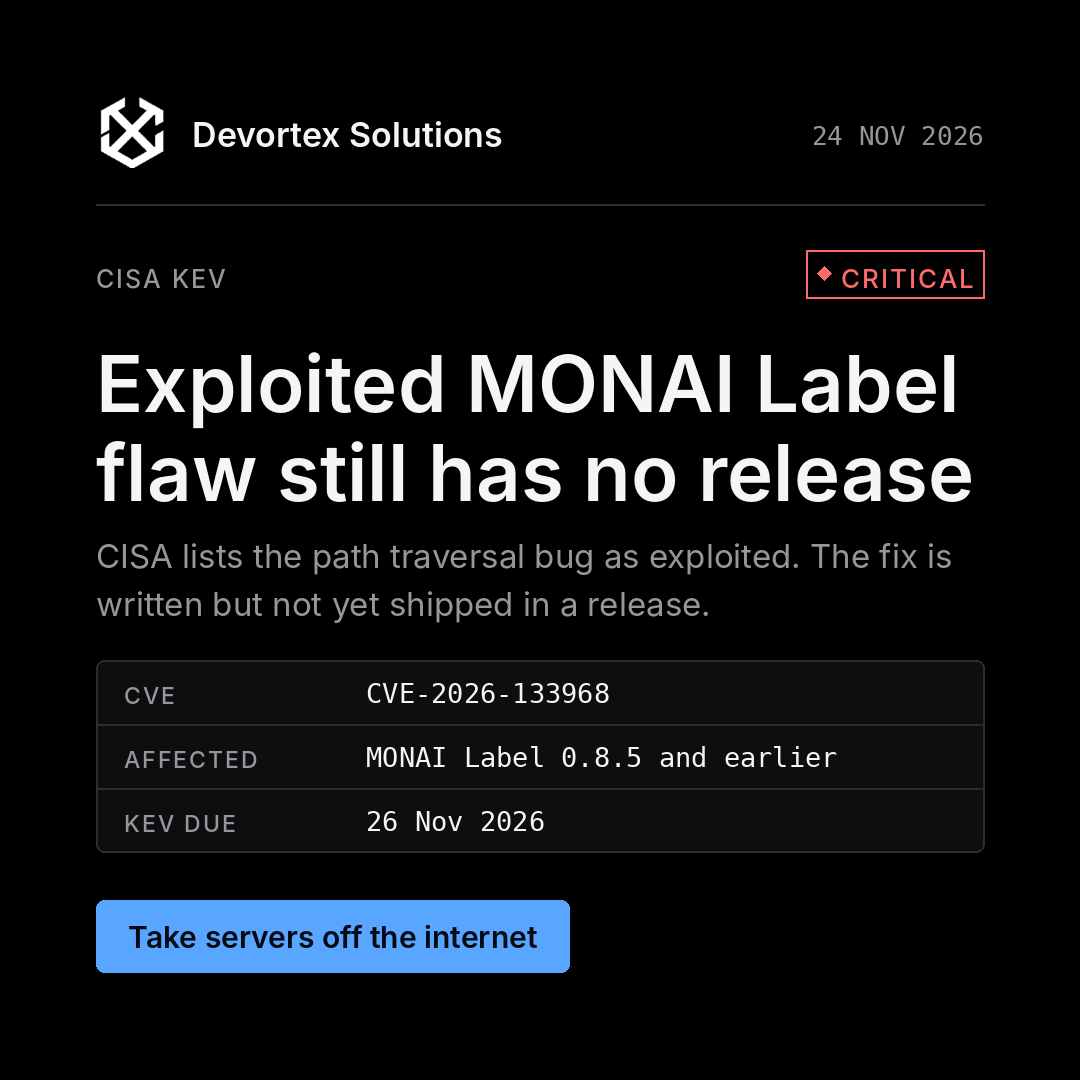 Devortex Solutions
24 NOV 2026
CISA KEV
CRITICAL
Exploited MONAI Label
flaw still has no release
CISA lists the path traversal bug as exploited. The fix is
written but not yet shipped in a release.
CVE CVE-2026-133968
AFFECTED MONAI Label 0.8.5 and earlier
KEV DUE 26 Nov 2026
Take servers off the internet